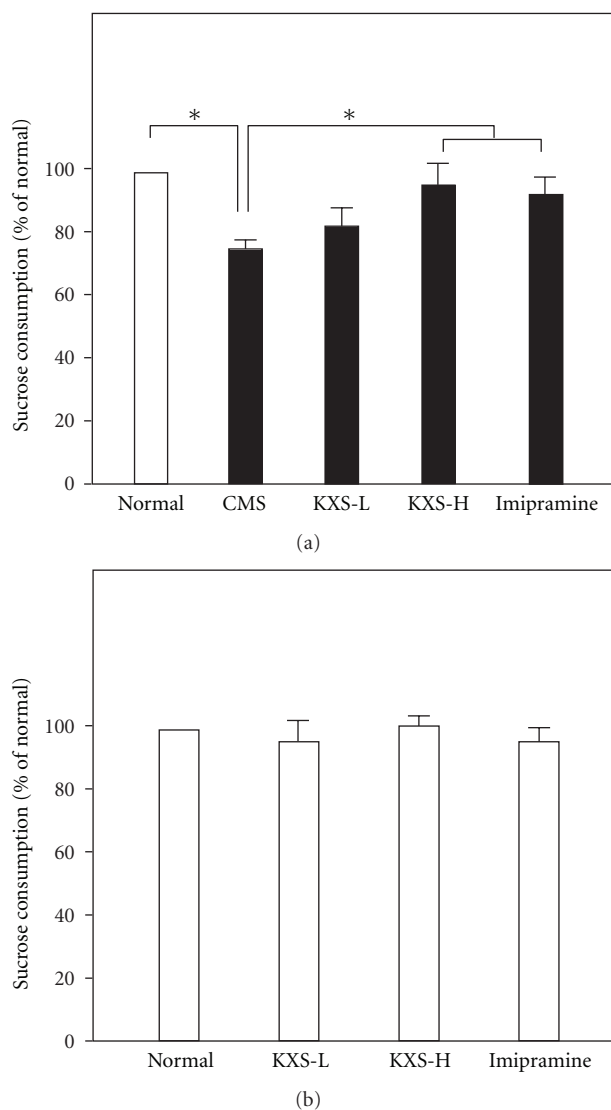 Sucrose consumption (% of normal)
100
80
60
40
20
0
*
*
Normal CMS KXS-L KXS-H Imipramine
(a)
Sucrose consumption (% of normal)
100
80
60
40
20
0
Normal KXS-L KXS-H Imipramine
(b)